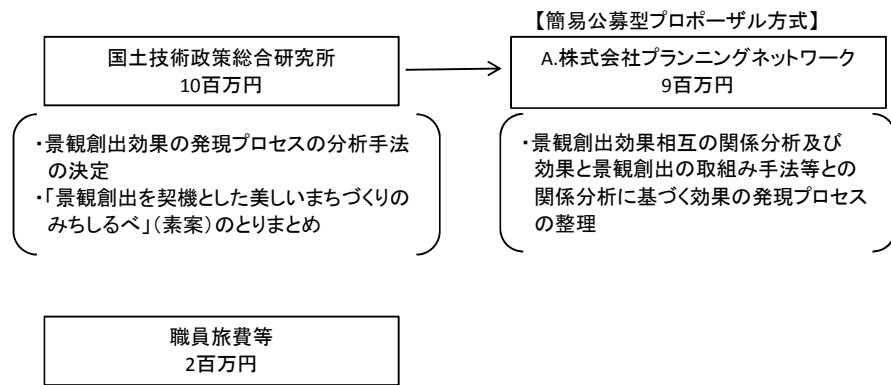 【簡易公募型プロポーザル方式】
国土技術政策総合研究所
10百万円
A.株式会社プランニングネットワーク
9百万円
・景観創出効果の発現プロセスの分析手法
の決定
・「景観創出を契機とした美しいまちづくりの
みちしるべ」(素案)のとりまとめ
・景観創出効果相互の関係分析及び
効果と景観創出の取組み手法等との
関係分析に基づく効果の発現プロセス
の整理
職員旅費等
2百万円